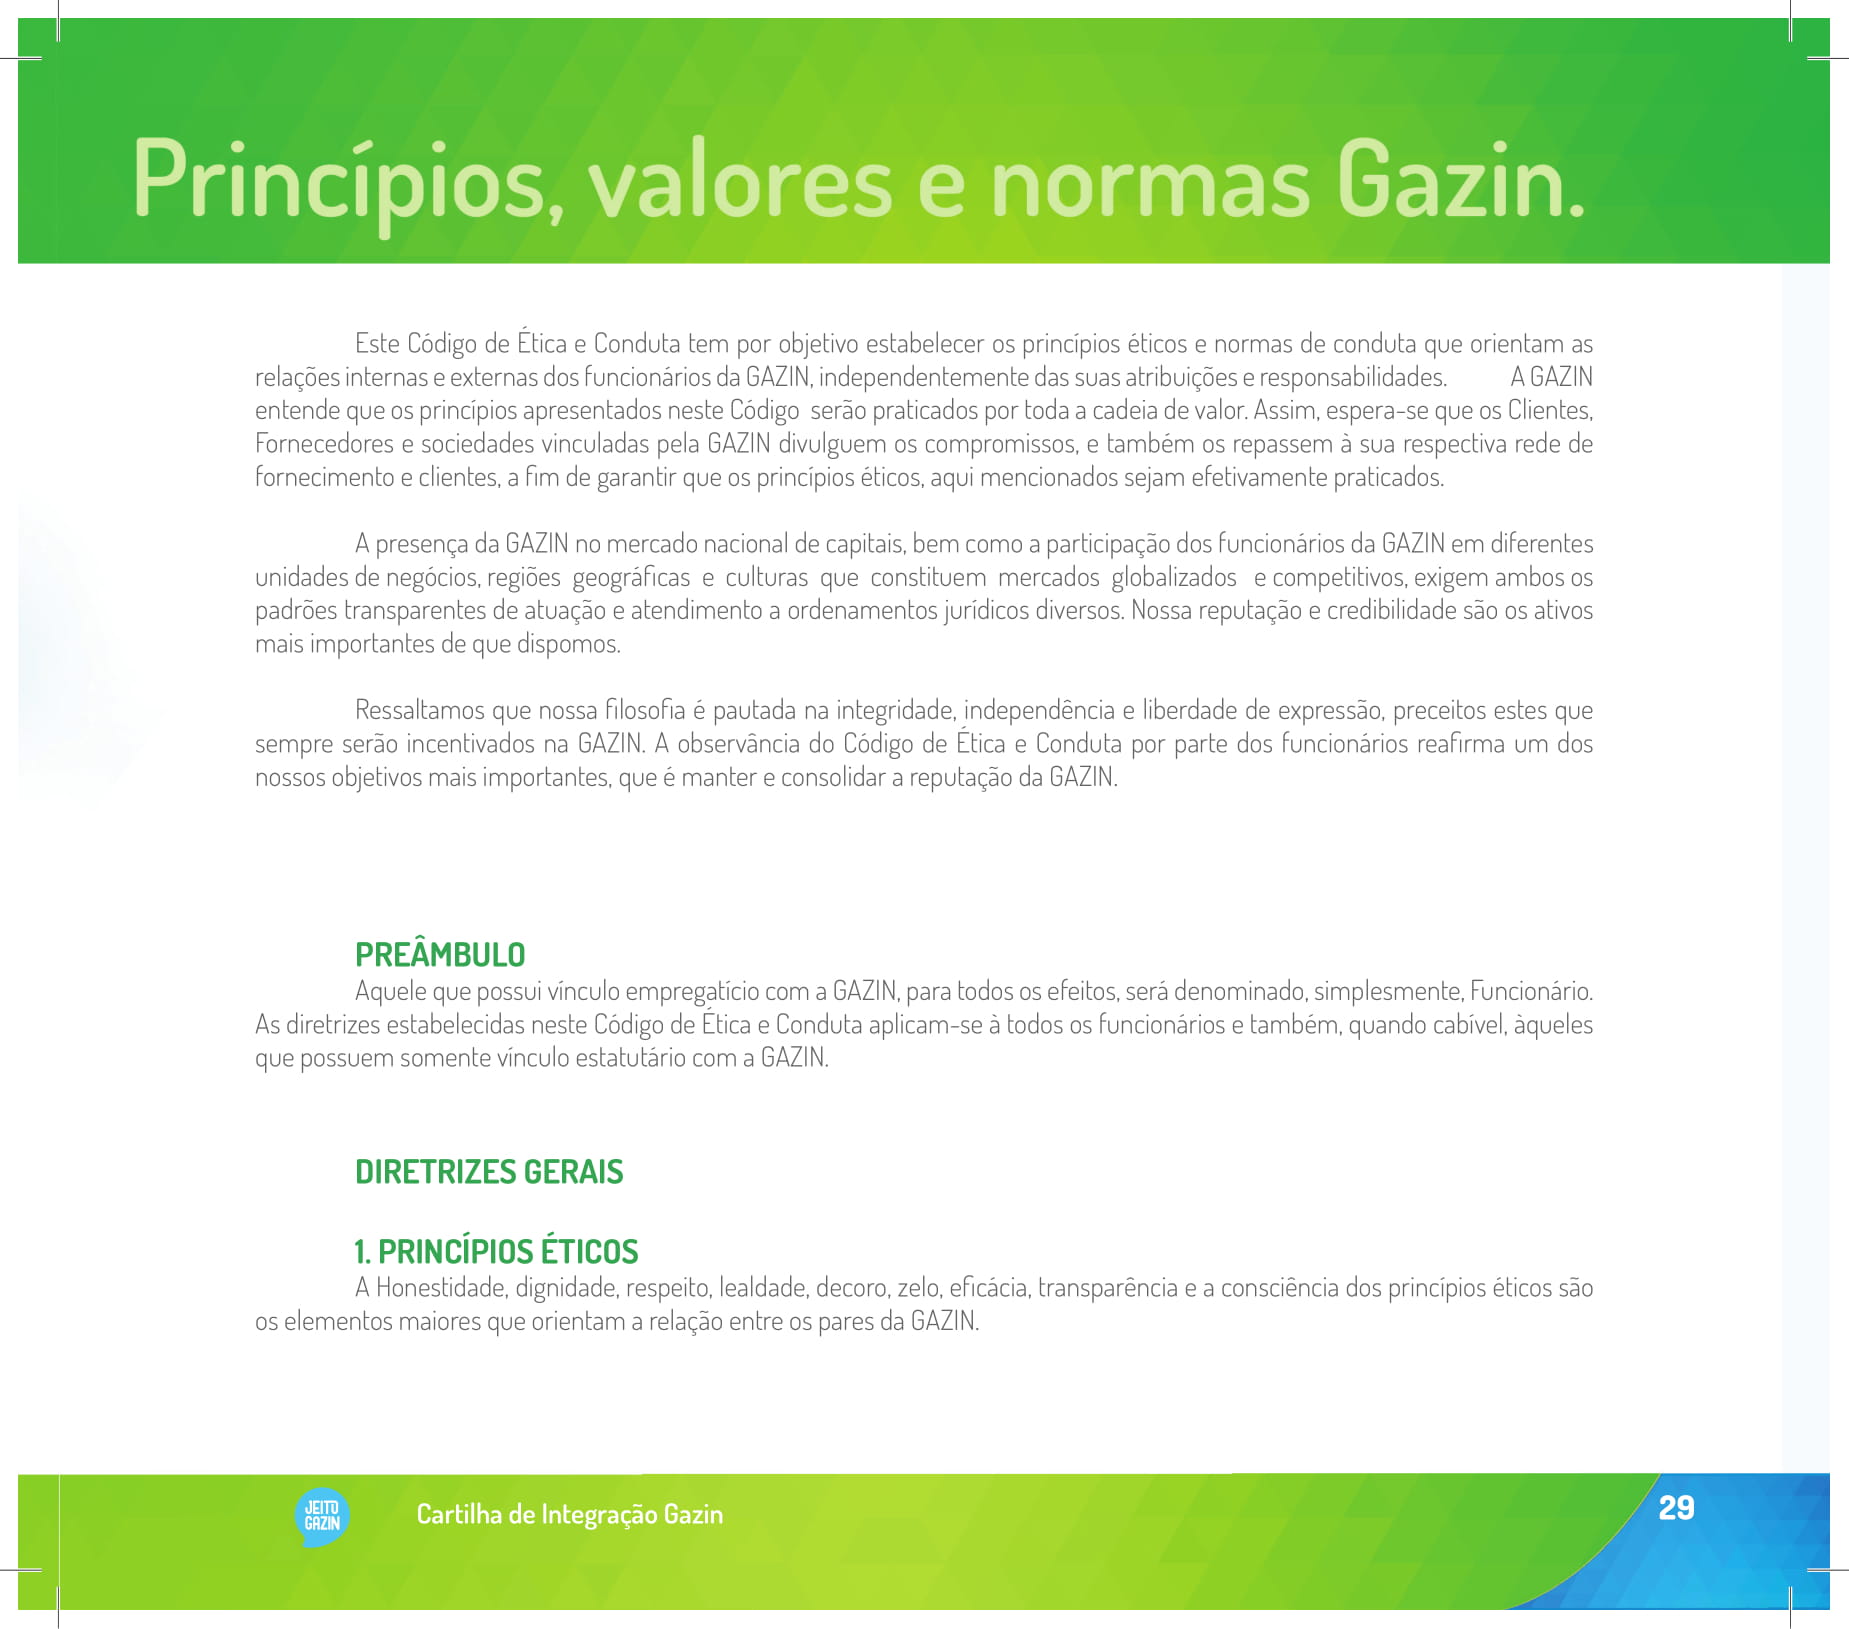 Princípios, valores e normas Gazin.
Este Código de Ética e Conduta tem por objetivo estabelecer os princípios éticos e normas de conduta que orientam as
relações internas e externas dos funcionários da GAZIN, independentemente das suas atribuições e responsabilidades. A GAZIN
entende que os princípios apresentados neste Código serão praticados por toda a cadeia de valor. Assim, espera-se que os Clientes,
Fornecedores e sociedades vinculadas pela GAZIN divulguem os compromissos, e também os repassem à sua respectiva rede de
fornecimento e clientes, a fim de garantir que os princípios éticos, aqui mencionados sejam efetivamente praticados.
A presença da GAZIN no mercado nacional de capitais, bem como a participação dos funcionários da GAZIN em diferentes
unidades de negócios, regiões geográficas e culturas que constituem mercados globalizados e competitivos, exigem ambos os
padrões transparentes de atuação e atendimento a ordenamentos jurídicos diversos. Nossa reputação e credibilidade são os ativos
mais importantes de que dispomos.
Ressaltamos que nossa filosofia é pautada na integridade, independência e liberdade de expressão, preceitos estes que
sempre serão incentivados na GAZIN. A observância do Código de Ética e Conduta por parte dos funcionários reafirma um dos
nossos objetivos mais importantes, que é manter e consolidar a reputação da GAZIN.
PREÂMBULO
Aquele que possui vínculo empregatício com a GAZIN, para todos os efeitos, será denominado, simplesmente, Funcionário.
As diretrizes estabelecidas neste Código de Ética e Conduta aplicam-se à todos os funcionários e também, quando cabível, àqueles
que possuem somente vínculo estatutário com a GAZIN.
DIRETRIZES GERAIS
1. PRINCÍPIOS ÉTICOS
A Honestidade, dignidade, respeito, lealdade, decoro, zelo, eficácia, transparência e a consciência dos princípios éticos são
os elementos maiores que orientam a relação entre os pares da GAZIN.
JEITO
GAZIN
Cartilha de Integração Gazin
29